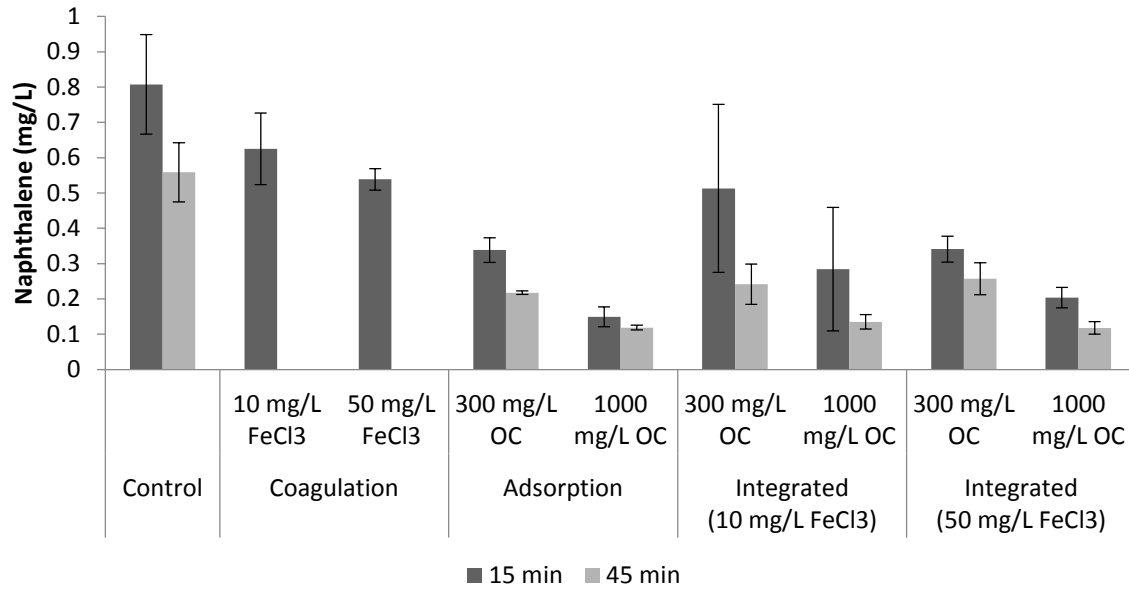 Naphthalene (mg/L)
1
0.9
0.8
0.7
0.6
0.5
0.4
0.3
0.2
0.1
0
10 mg/L FeCl3
50 mg/L FeCl3
300 mg/L OC
1000 mg/L OC
300 mg/L OC
1000 mg/L OC
300 mg/L OC
1000 mg/L OC
Control
Coagulation
Adsorption
Integrated
(10 mg/L FeCl3)
Integrated
(50 mg/L FeCl3)
15 min
45 min